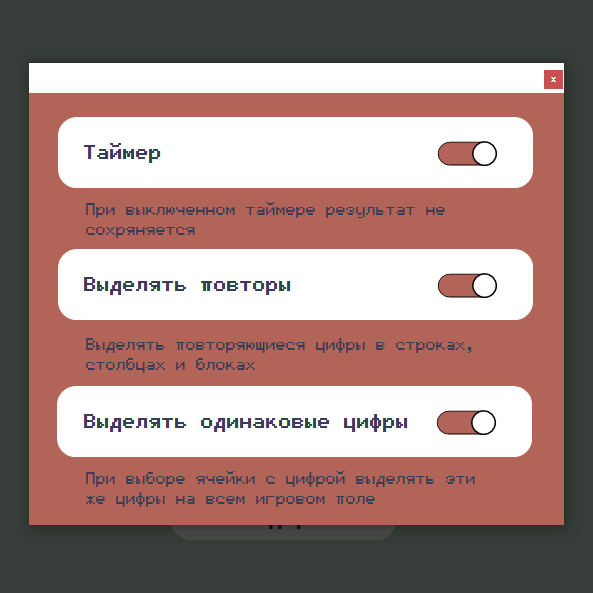 x
Таймер
При выключенном таймере результат не
сохряняется
Выделять повторы
Выделять повторяющиеся цифры в строках,
столбцах и блоках
Выделять одинаковые цифры
При выборе ячейки с цифрой выделять эти
же цифры на всем игровом поле